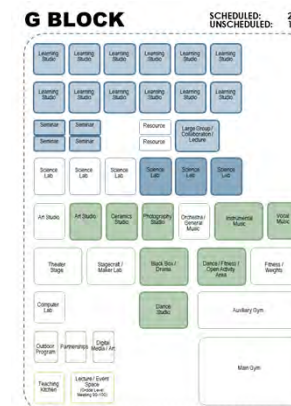 G BLOCK
SCHEDULED: 2
UNSCHEDULED: 1
Learning Studio Learning Studio Learning Studio Learning Studio Learning Studio Learning Studio
Learning Studio Learning Studio Learning Studio Learning Studio Learning Studio Learning Studio
Seminar Seminar Resource Large Group / Collaboration / Lecture
Seminar Seminar Resource
Science Lab Science Lab Science Lab Science Lab Science Lab Science Lab
Art Studio Art Studio Ceramics Studio Photography Studio Orchestra / General Music Instrumental Music Vocal Music
Theater Stage Stagecraft / Maker Lab Black Box / Drama Dance / Fitness / Open Activity Area Fitness / Weights
Computer Lab Dance Studio Auxiliary Gym
Outdoor Program Partnerships Digital Media / Art Main Gym
Teaching Kitchen Lecture / Event Space